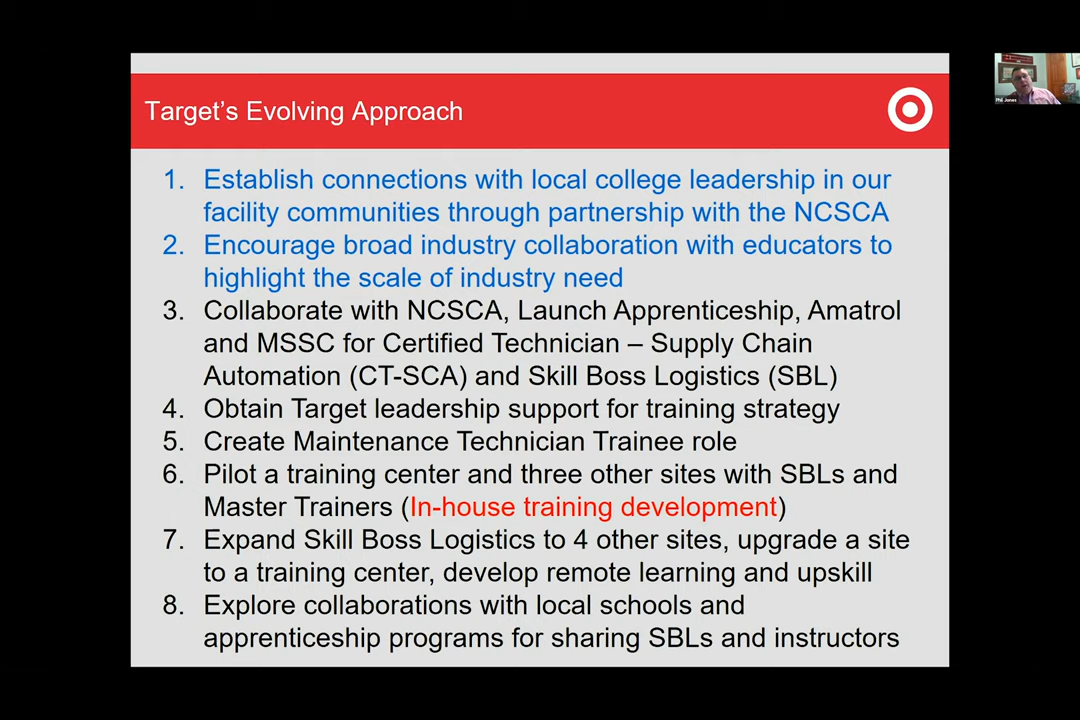 Target's Evolving Approach
1. Establish connections with local college leadership in our
facility communities through partnership with the NCSCA
2. Encourage broad industry collaboration with educators to
highlight the scale of industry need
3. Collaborate with NCSCA, Launch Apprenticeship, Amatrol
and MSSC for Certified Technician – Supply Chain
Automation (CT-SCA) and Skill Boss Logistics (SBL)
4. Obtain Target leadership support for training strategy
5. Create Maintenance Technician Trainee role
6. Pilot a training center and three other sites with SBLs and
Master Trainers (In-house training development)
7. Expand Skill Boss Logistics to 4 other sites, upgrade a site
to a training center, develop remote learning and upskill
8. Explore collaborations with local schools and
apprenticeship programs for sharing SBLs and instructors
Phil Jones